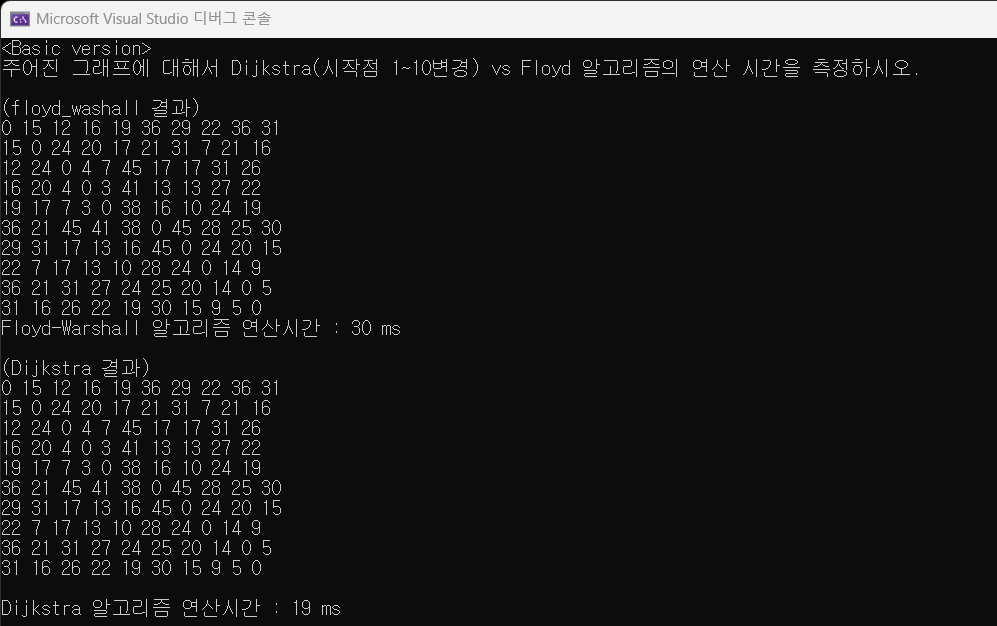 Microsoft Visual Studio 디버그 콘솔
<Basic version>
주어진 그래프에 대해서 Dijkstra(시작점 1~10변경) vs Floyd 알고리즘의 연산 시간을 측정하시오.
(floyd_washall 결과)
0 15 12 16 19 36 29 22 36 31
15 0 24 20 17 21 31 7 21 16
12 24 0 4 7 45 17 17 31 26
16 20 4 0 3 41 13 13 27 22
19 17 7 3 0 38 16 10 24 19
36 21 45 41 38 0 45 28 25 30
29 31 17 13 16 45 0 24 20 15
22 7 17 13 10 28 24 0 14 9
36 21 31 27 24 25 20 14 0 5
31 16 26 22 19 30 15 9 5 0
Floyd-Warshall 알고리즘 연산시간 : 30 ms
(Dijkstra 결과)
0 15 12 16 19 36 29 22 36 31
15 0 24 20 17 21 31 7 21 16
12 24 0 4 7 45 17 17 31 26
16 20 4 0 3 41 13 13 27 22
19 17 7 3 0 38 16 10 24 19
36 21 45 41 38 0 45 28 25 30
29 31 17 13 16 45 0 24 20 15
22 7 17 13 10 28 24 0 14 9
36 21 31 27 24 25 20 14 0 5
31 16 26 22 19 30 15 9 5 0
Dijkstra 알고리즘 연산시간 : 19 ms